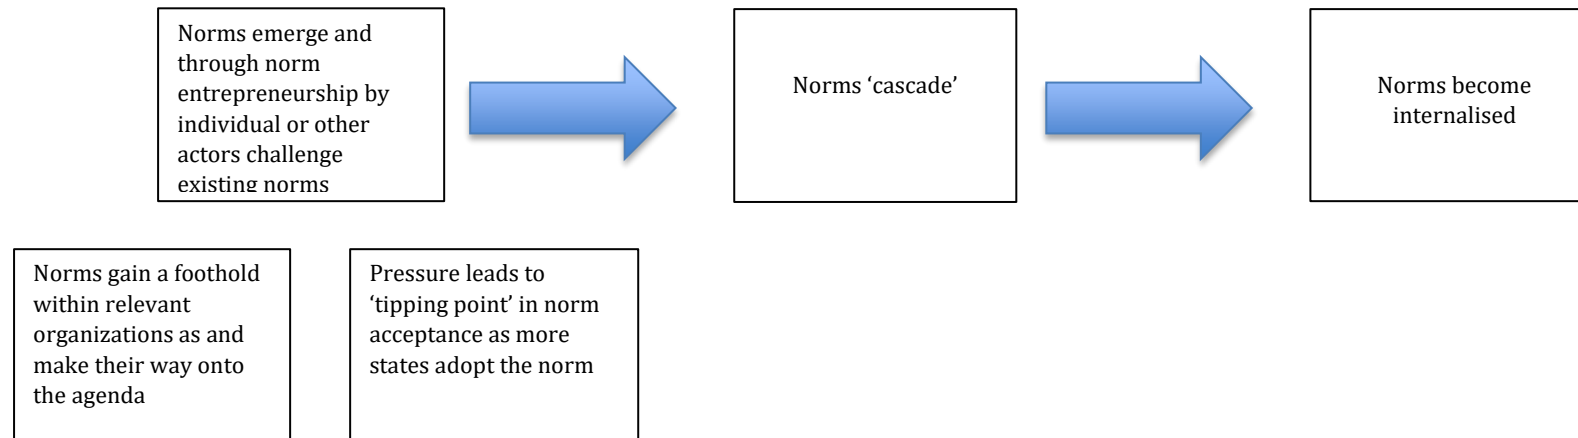 Norms emerge and
through norm
entrepreneurship by
individual or other
actors challenge
existing norms
Norms ‘cascade’
Norms become
internalised
Norms gain a foothold
within relevant
organizations as and
make their way onto
the agenda
Pressure leads to
‘tipping point’ in norm
acceptance as more
states adopt the norm